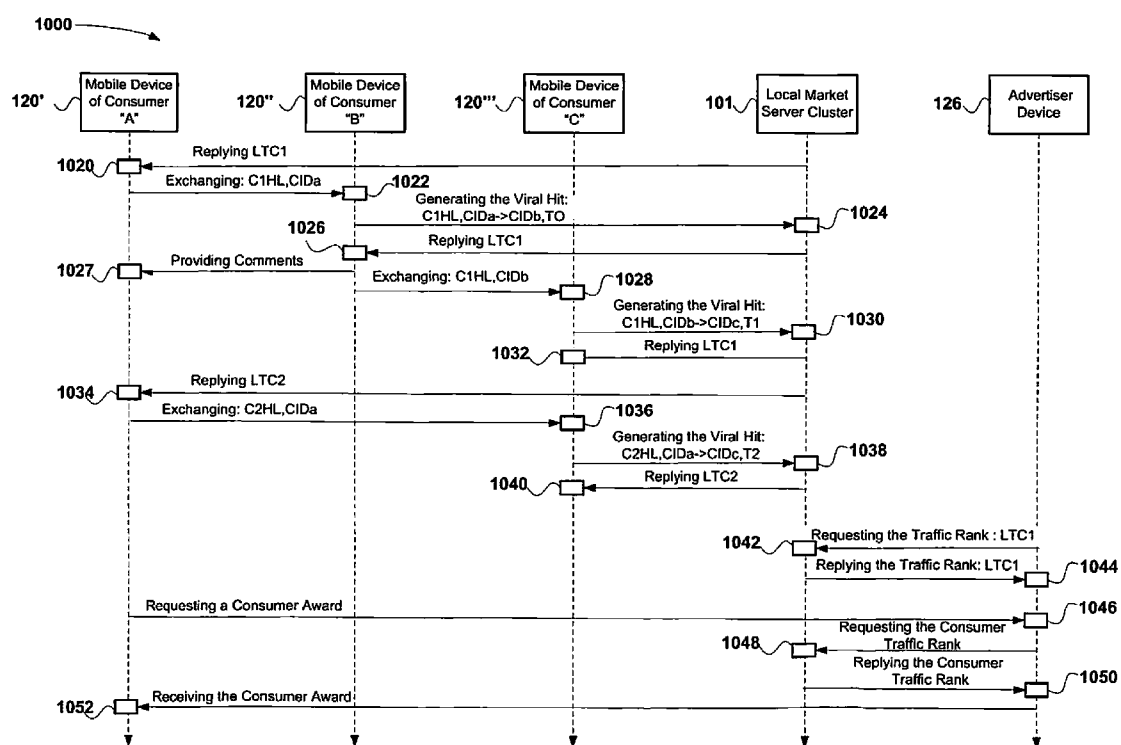 1000
Mobile Device
of Consumer
"A"
120'
Mobile Device
of Consumer
"B"
120''
Mobile Device
of Consumer
"C"
120'''
Local Market
Server Cluster
101
Advertiser
Device
126
Replying LTC1
1020
Exchanging: C1HL,CIDa
1022
Generating the Viral Hit:
C1HL,CIDa->CIDb,TO
1024
1026
Replying LTC1
1027
Providing Comments
Exchanging: C1HL,CIDb
1028
Generating the Viral Hit:
C1HL,CIDb->CIDc,T1
1030
1032
Replying LTC1
1034
Replying LTC2
Exchanging: C2HL,CIDa
1036
Generating the Viral Hit:
C2HL,CIDa->CIDc,T2
1038
1040
Replying LTC2
1042
Requesting the Traffic Rank : LTC1
Replying the Traffic Rank: LTC1
1044
Requesting a Consumer Award
1046
Requesting the Consumer
Traffic Rank
1048
Replying the Consumer
Traffic Rank
1050
Receiving the Consumer Award
1052